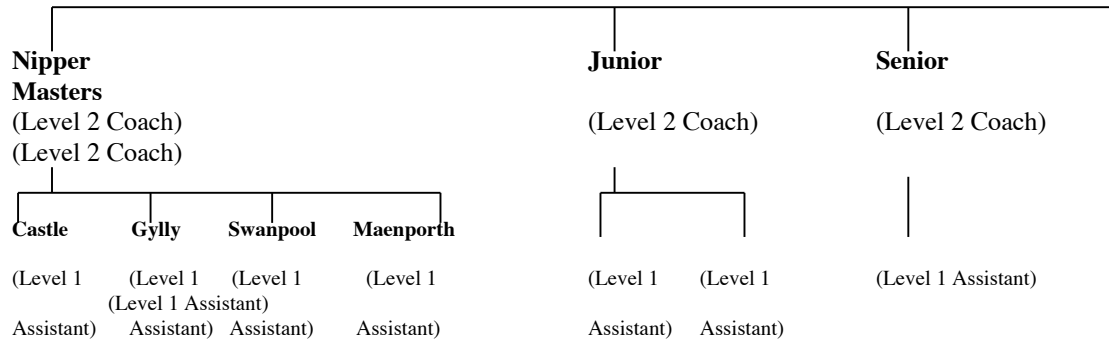 Nipper Junior Senior
Masters
(Level 2 Coach) (Level 2 Coach) (Level 2 Coach)
(Level 2 Coach)
Castle Gylly Swanpool Maenporth
(Level 1 (Level 1 (Level 1 (Level 1 (Level 1 (Level 1 (Level 1 Assistant)
(Level 1 Assistant)
Assistant) Assistant) Assistant) Assistant) Assistant) Assistant)